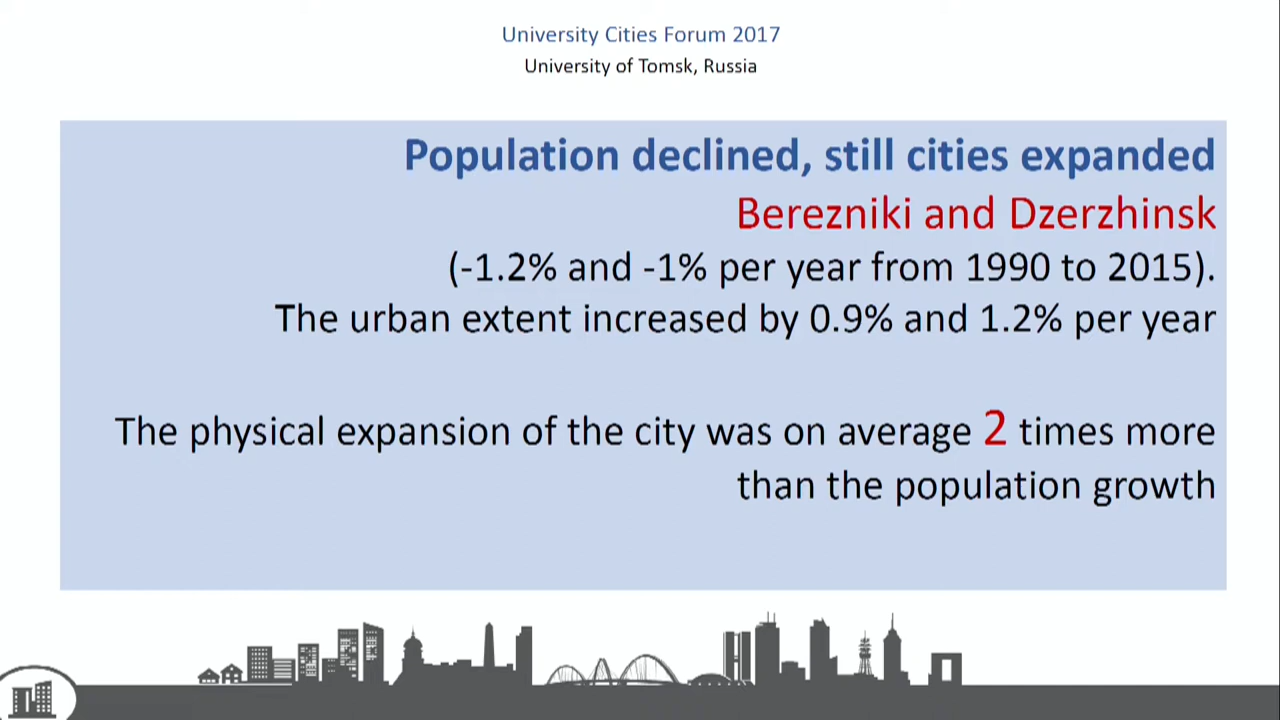 University Cities Forum 2017
University of Tomsk, Russia
Population declined, still cities expanded
Berezniki and Dzerzhinsk
(-1.2% and -1% per year from 1990 to 2015).
The urban extent increased by 0.9% and 1.2% per year
The physical expansion of the city was on average 2 times more
than the population growth